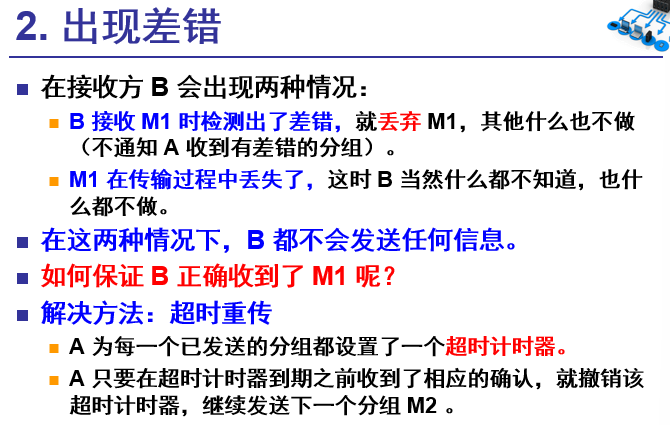 2. 出现差错
在接收方 B 会出现两种情况：
B 接收 M1 时检测出了差错，就丢弃 M1，其他什么也不做
（不通知 A 收到有差错的分组）。
M1 在传输过程中丢失了，这时 B 当然什么都不知道，也什
么都不做。
在这两种情况下，B 都不会发送任何信息。
如何保证 B 正确收到了 M1 呢？
解决方法：超时重传
A 为每一个已发送的分组都设置了一个超时计时器。
A 只要在超时计时器到期之前收到了相应的确认，就撤销该
超时计时器，继续发送下一个分组 M2 。